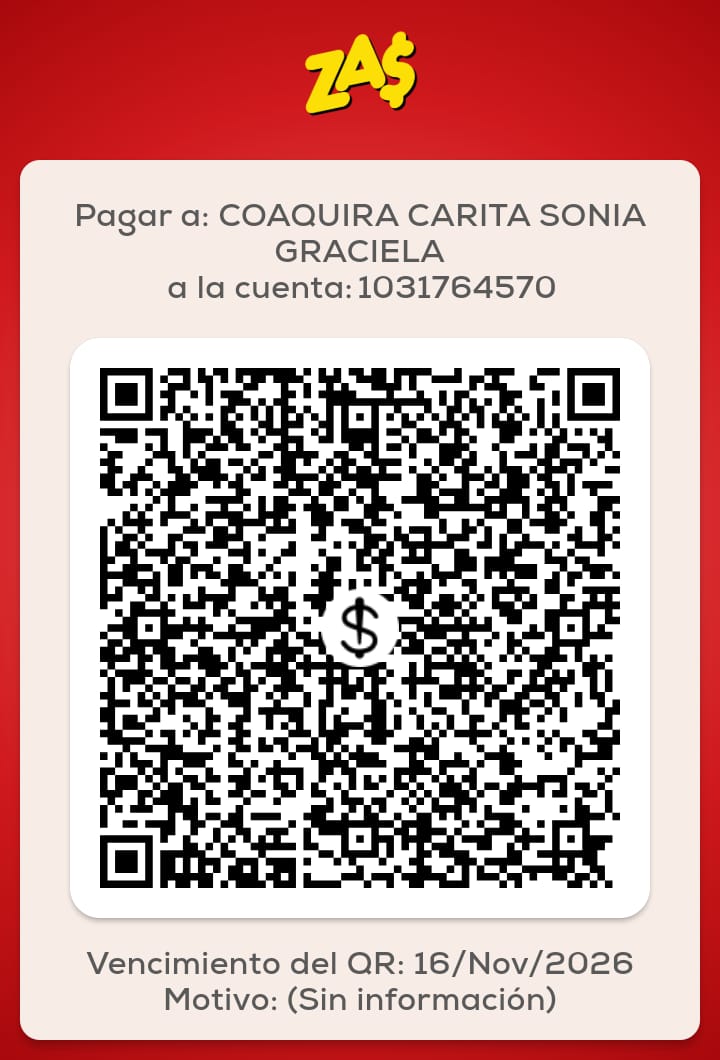 ZA$
Pagar a: COAQUIRA CARITA SONIA
GRACIELA
a la cuenta: 1031764570
$
Vencimiento del QR: 16/Nov/2026
Motivo: (Sin información)